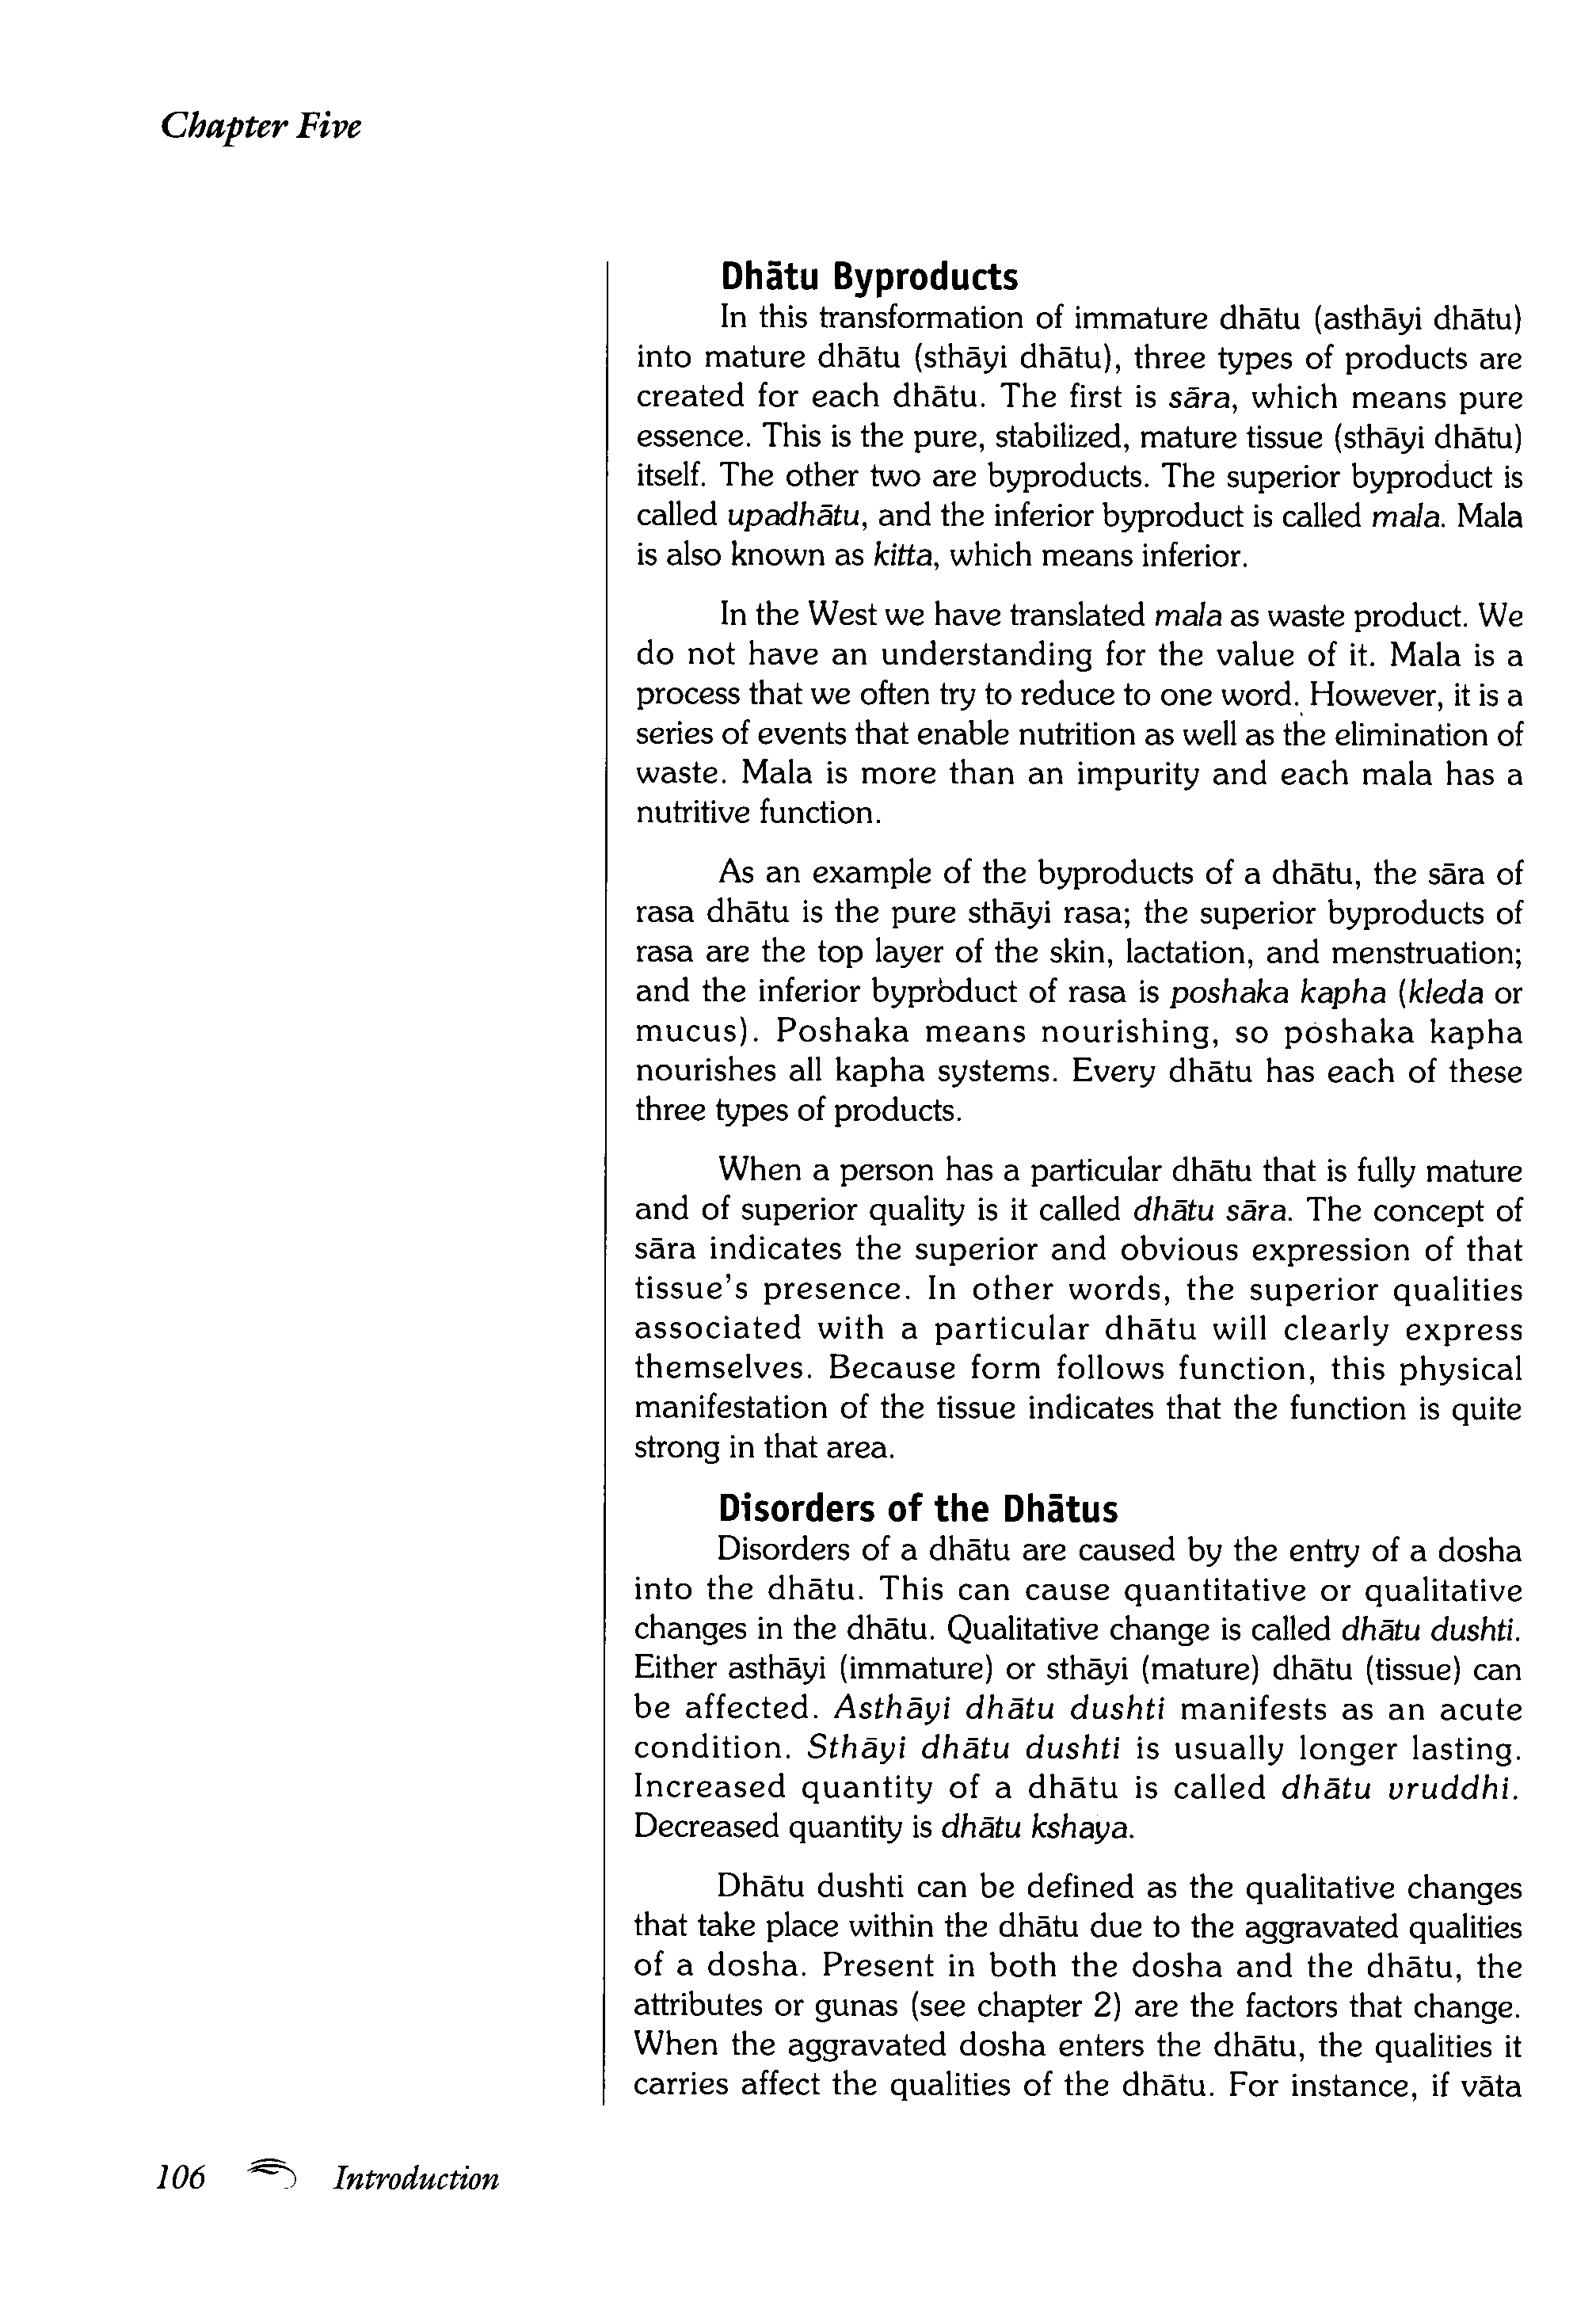 Chapter Five
Dhātu Byproducts
In this transformation of immature dhātu (asthāyi dhātu)
into mature dhātu (sthāyi dhātu), three types of products are
created for each dhātu. The first is sāra, which means pure
essence. This is the pure, stabilized, mature tissue (sthāyi dhātu)
itself. The other two are byproducts. The superior byproduct is
called upadhātu, and the inferior byproduct is called mala. Mala
is also known as kitta, which means inferior.
In the West we have translated mala as waste product. We
do not have an understanding for the value of it. Mala is a
process that we often try to reduce to one word. However, it is a
series of events that enable nutrition as well as the elimination of
waste. Mala is more than an impurity and each mala has a
nutritive function.
As an example of the byproducts of a dhātu, the sāra of
rasa dhātu is the pure sthāyi rasa; the superior byproducts of
rasa are the top layer of the skin, lactation, and menstruation;
and the inferior byproduct of rasa is poshaka kapha (kleda or
mucus). Poshaka means nourishing, so poshaka kapha
nourishes all kapha systems. Every dhātu has each of these
three types of products.
When a person has a particular dhātu that is fully mature
and of superior quality is it called dhātu sāra. The concept of
sāra indicates the superior and obvious expression of that
tissue's presence. In other words, the superior qualities
associated with a particular dhātu will clearly express
themselves. Because form follows function, this physical
manifestation of the tissue indicates that the function is quite
strong in that area.
Disorders of the Dhātus
Disorders of a dhātu are caused by the entry of a dosha
into the dhātu. This can cause quantitative or qualitative
changes in the dhātu. Qualitative change is called dhātu dushti.
Either asthāyi (immature) or sthāyi (mature) dhātu (tissue) can
be affected. Asthāyi dhātu dushti manifests as an acute
condition. Sthāyi dhātu dushti is usually longer lasting.
Increased quantity of a dhātu is called dhātu vruddhi.
Decreased quantity is dhātu kshaya.
Dhātu dushti can be defined as the qualitative changes
that take place within the dhātu due to the aggravated qualities
of a dosha. Present in both the dosha and the dhātu, the
attributes or gunas (see chapter 2) are the factors that change.
When the aggravated dosha enters the dhātu, the qualities it
carries affect the qualities of the dhātu. For instance, if vāta
106 Introduction